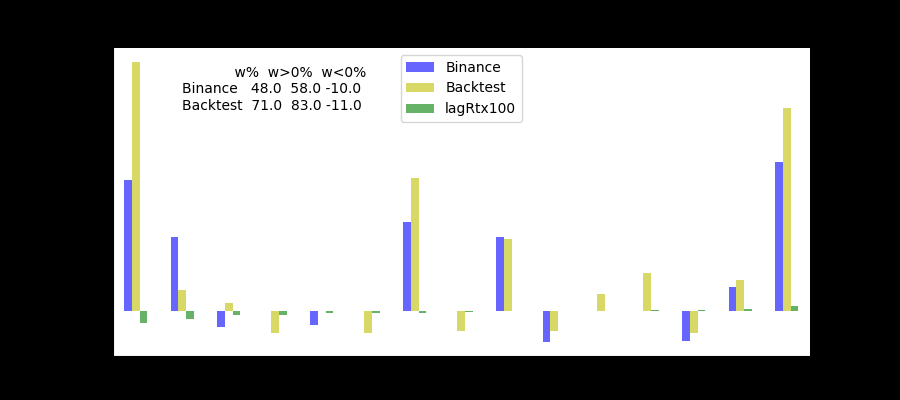 w% w>0% w<0%
Binance 48.0 58.0 -10.0
Backtest 71.0 83.0 -11.0
Binance
Backtest
lagRtx100